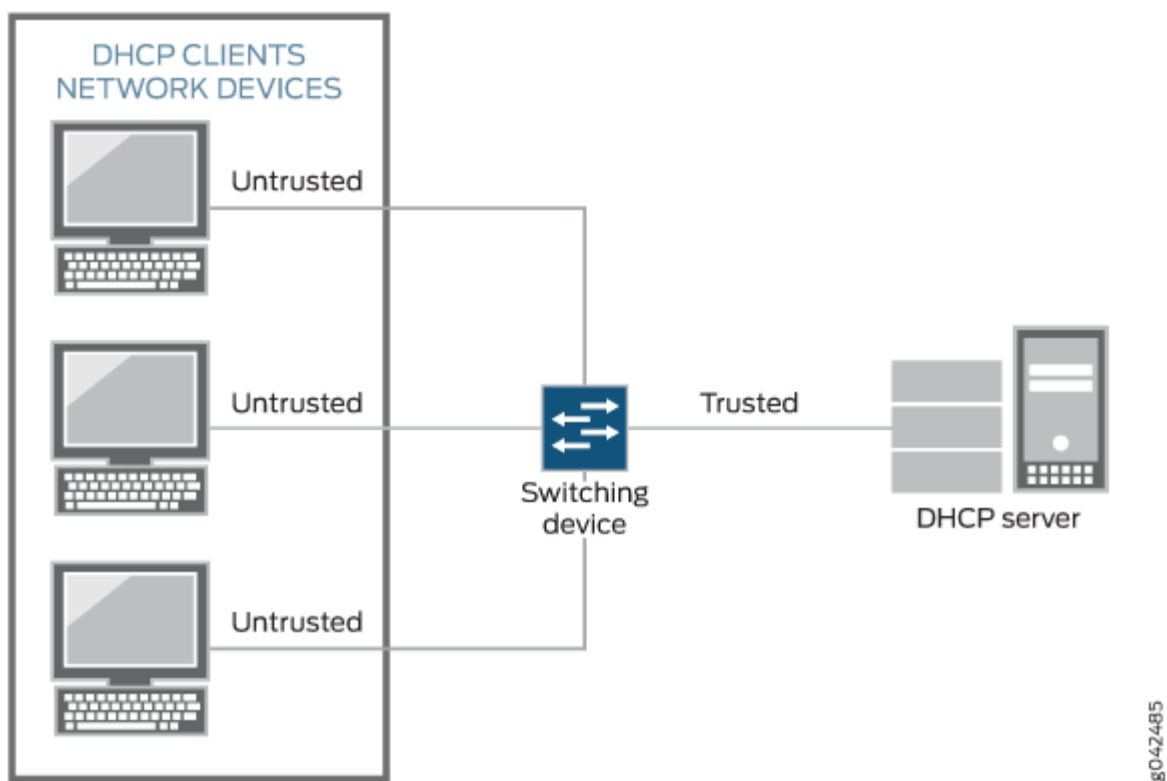 DHCP CLIENTS
NETWORK DEVICES
Untrusted
Untrusted
Trusted
Switching
device
DHCP server
Untrusted
g042485